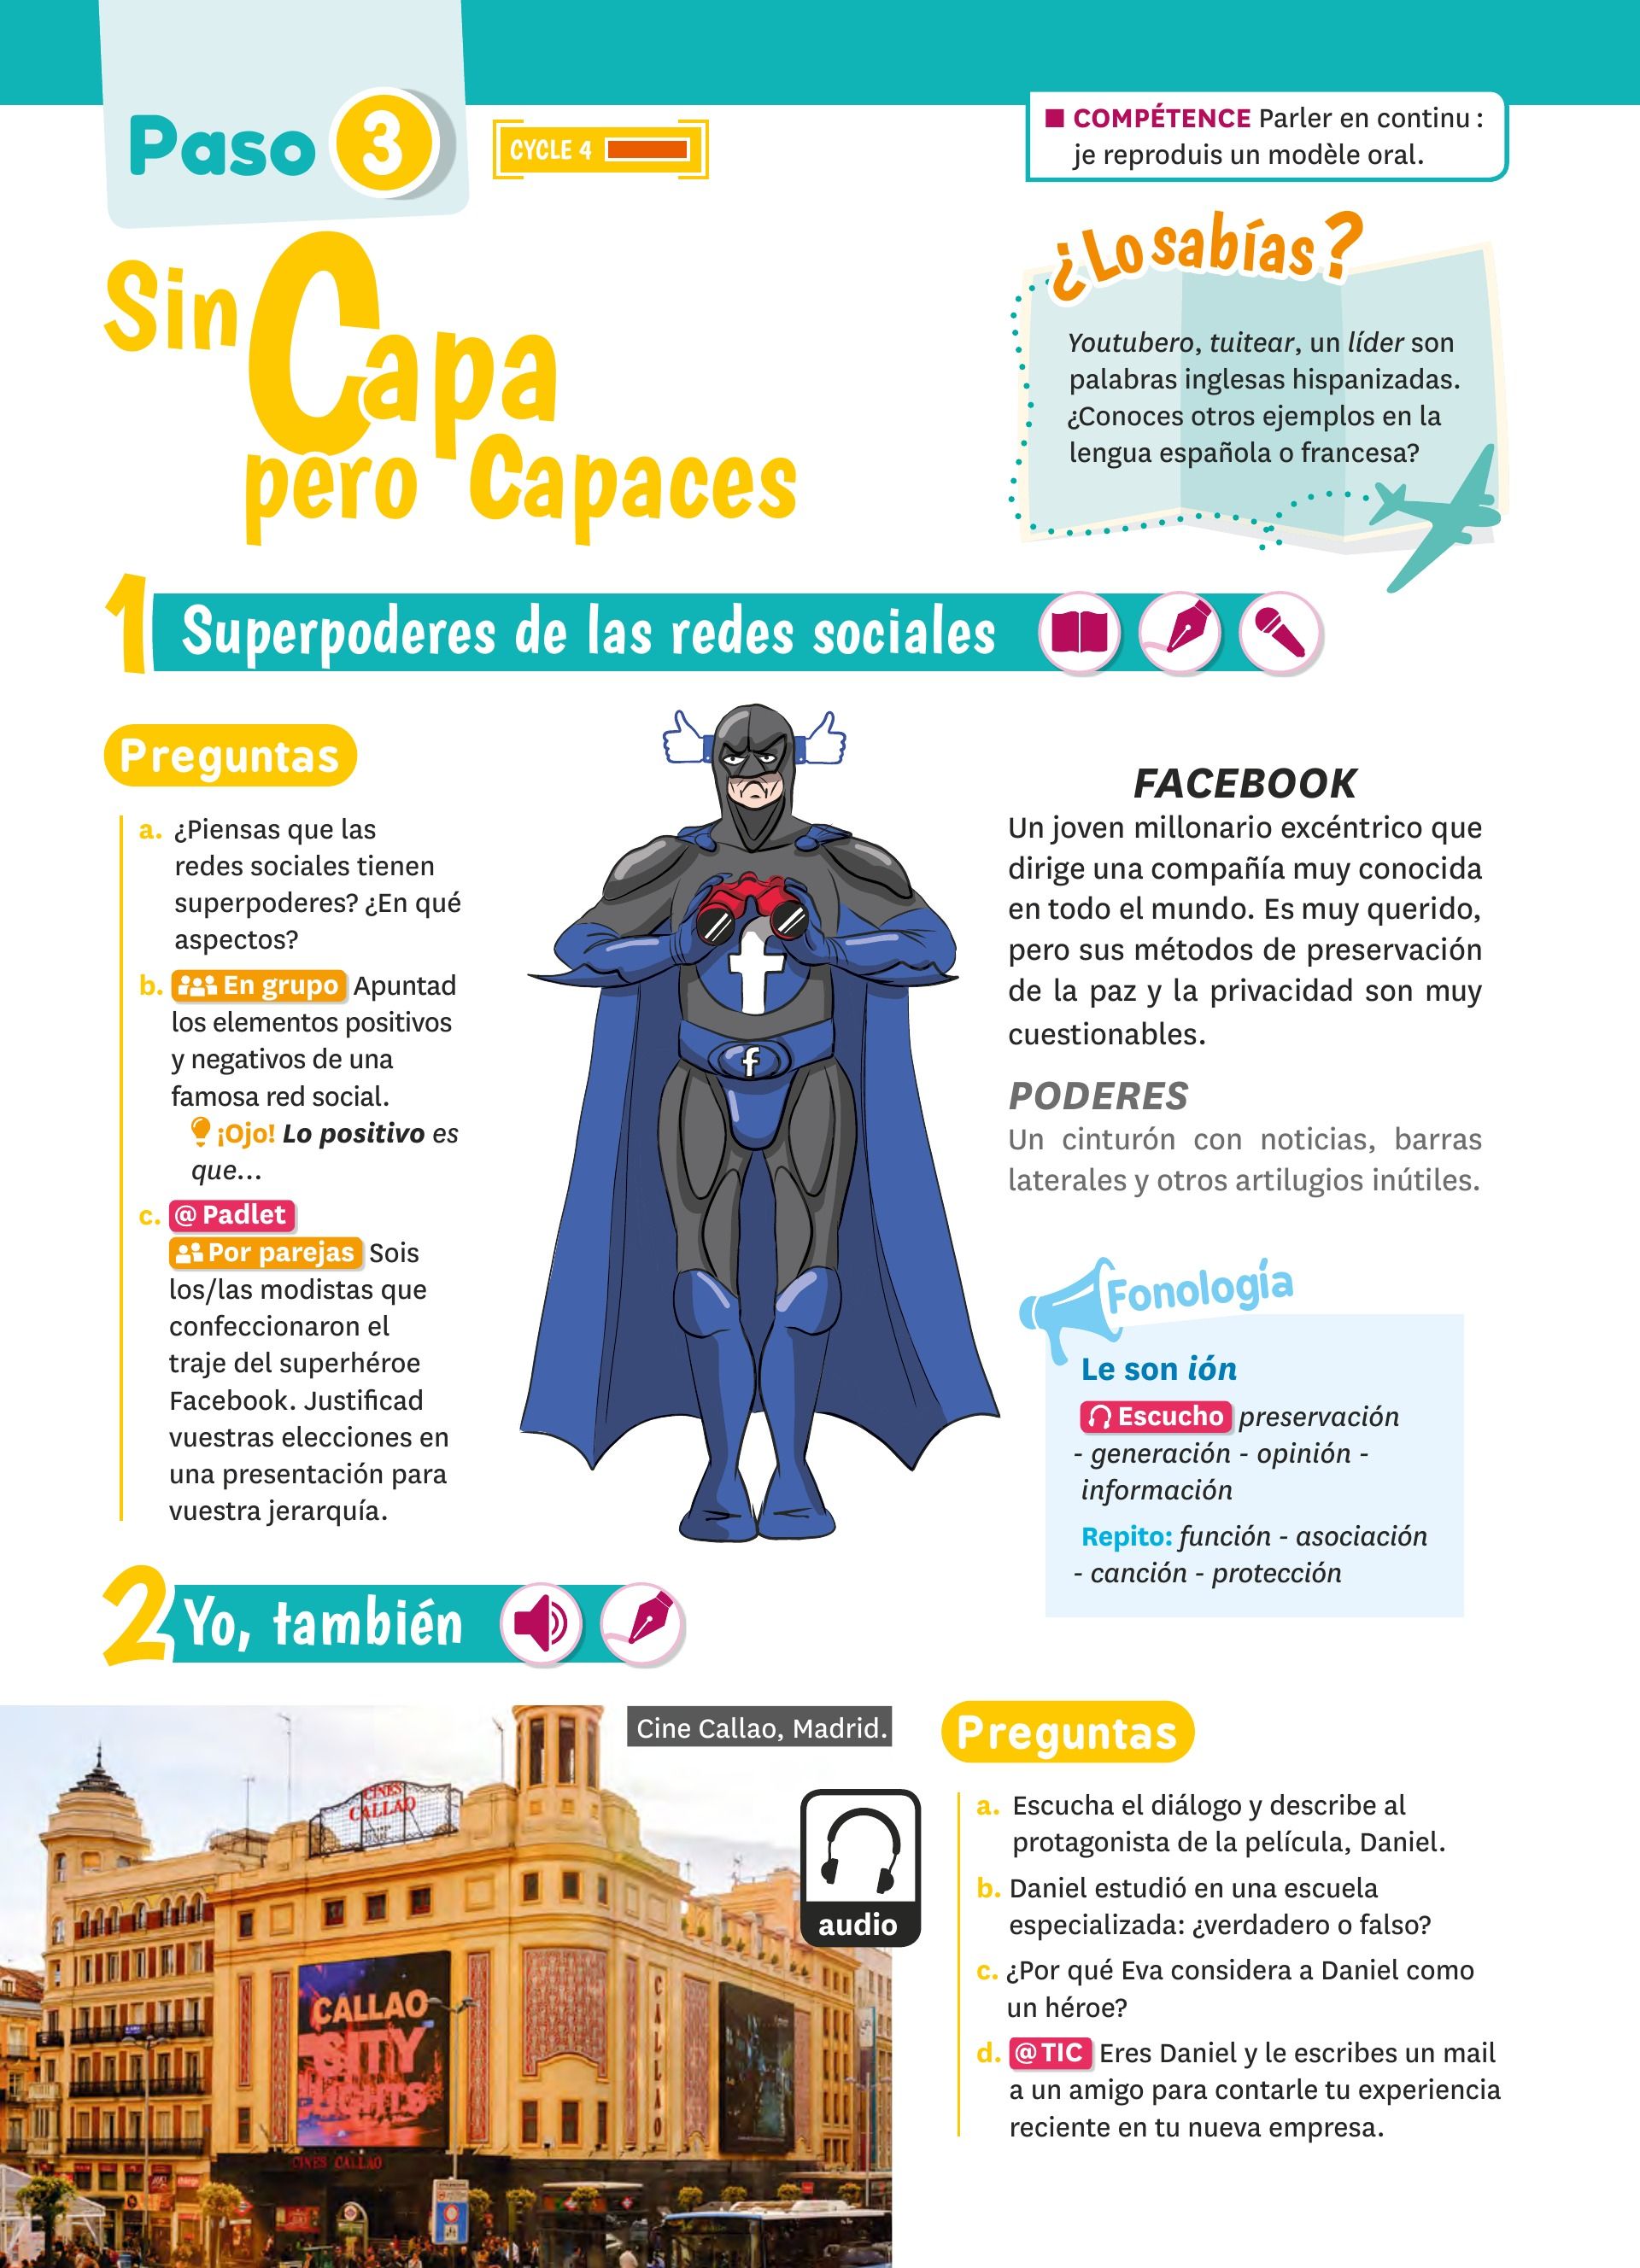 Paso 3
CYCLE 4
■ COMPÉTENCE Parler en continu :
je reproduis un modèle oral.
Sin Capa
pero Capaces
¿Lo sabías?
Youtubero, tuitear, un líder son
palabras inglesas hispanizadas.
¿Conoces otros ejemplos en la
lengua española o francesa?
1 Superpoderes de las redes sociales
Preguntas
a. ¿Piensas que las
redes sociales tienen
superpoderes? ¿En qué
aspectos?
b. En grupo Apuntad
los elementos positivos
y negativos de una
famosa red social.
¡Ojo! Lo positivo es
que...
c. @ Padlet
Por parejas Sois
los/las modistas que
confeccionaron el
traje del superhéroe
Facebook. Justificad
vuestras elecciones en
una presentación para
vuestra jerarquía.
f
f
FACEBOOK
Un joven millonario excéntrico que
dirige una compañía muy conocida
en todo el mundo. Es muy querido,
pero sus métodos de preservación
de la paz y la privacidad son muy
cuestionables.
PODERES
Un cinturón con noticias, barras
laterales y otros artilugios inútiles.
Fonología
Le son ión
Escucho preservación
- generación - opinión -
información
Repito: función - asociación
- canción - protección
2 Yo, también
Cine Callao, Madrid.
CINES
CALLAO
CALLAO
CITY
LIGHTS
CALLAO
CINES CALLAO
audio
Preguntas
a. Escucha el diálogo y describe al
protagonista de la película, Daniel.
b. Daniel estudió en una escuela
especializada: ¿verdadero o falso?
c. ¿Por qué Eva considera a Daniel como
un héroe?
d. @ TIC Eres Daniel y le escribes un mail
a un amigo para contarle tu experiencia
reciente en tu nueva empresa.